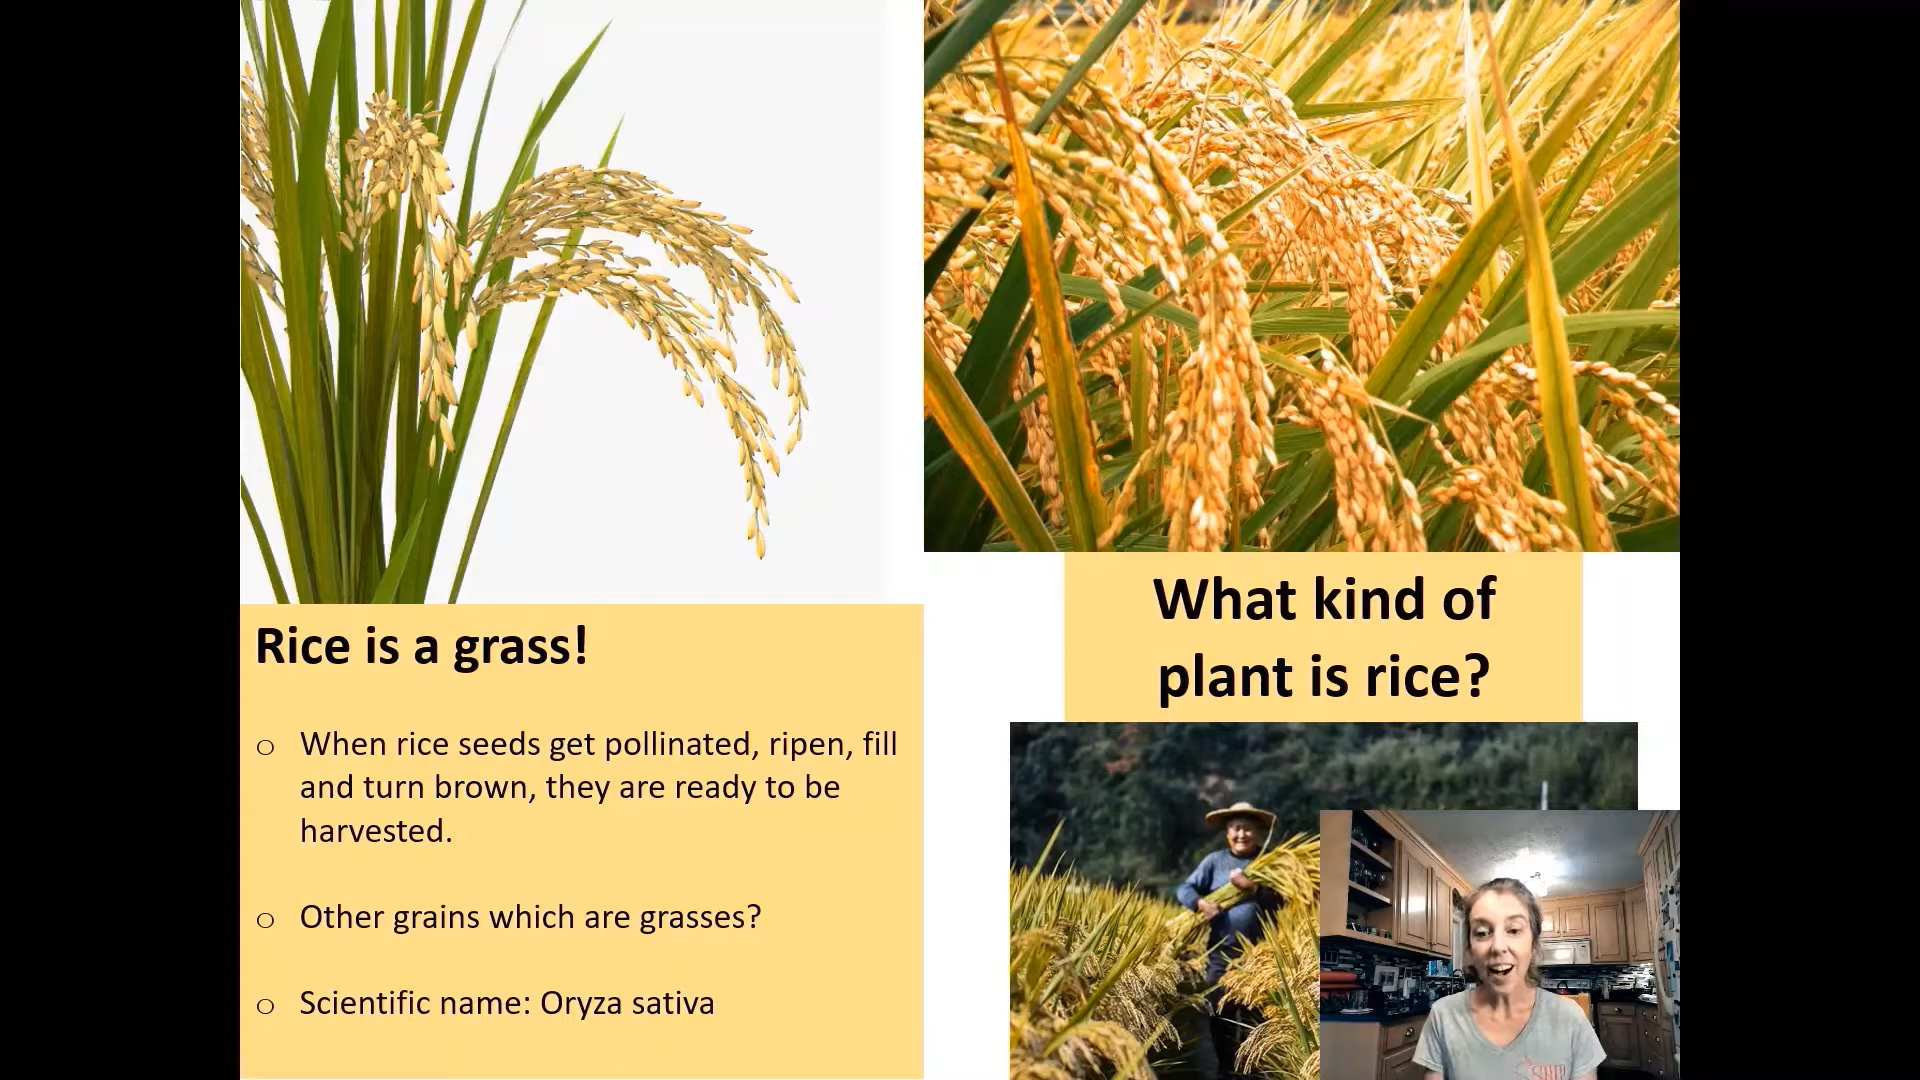 What kind of
plant is rice?
Rice is a grass!
o When rice seeds get pollinated, ripen, fill
and turn brown, they are ready to be
harvested.
o Other grains which are grasses?
o Scientific name: Oryza sativa